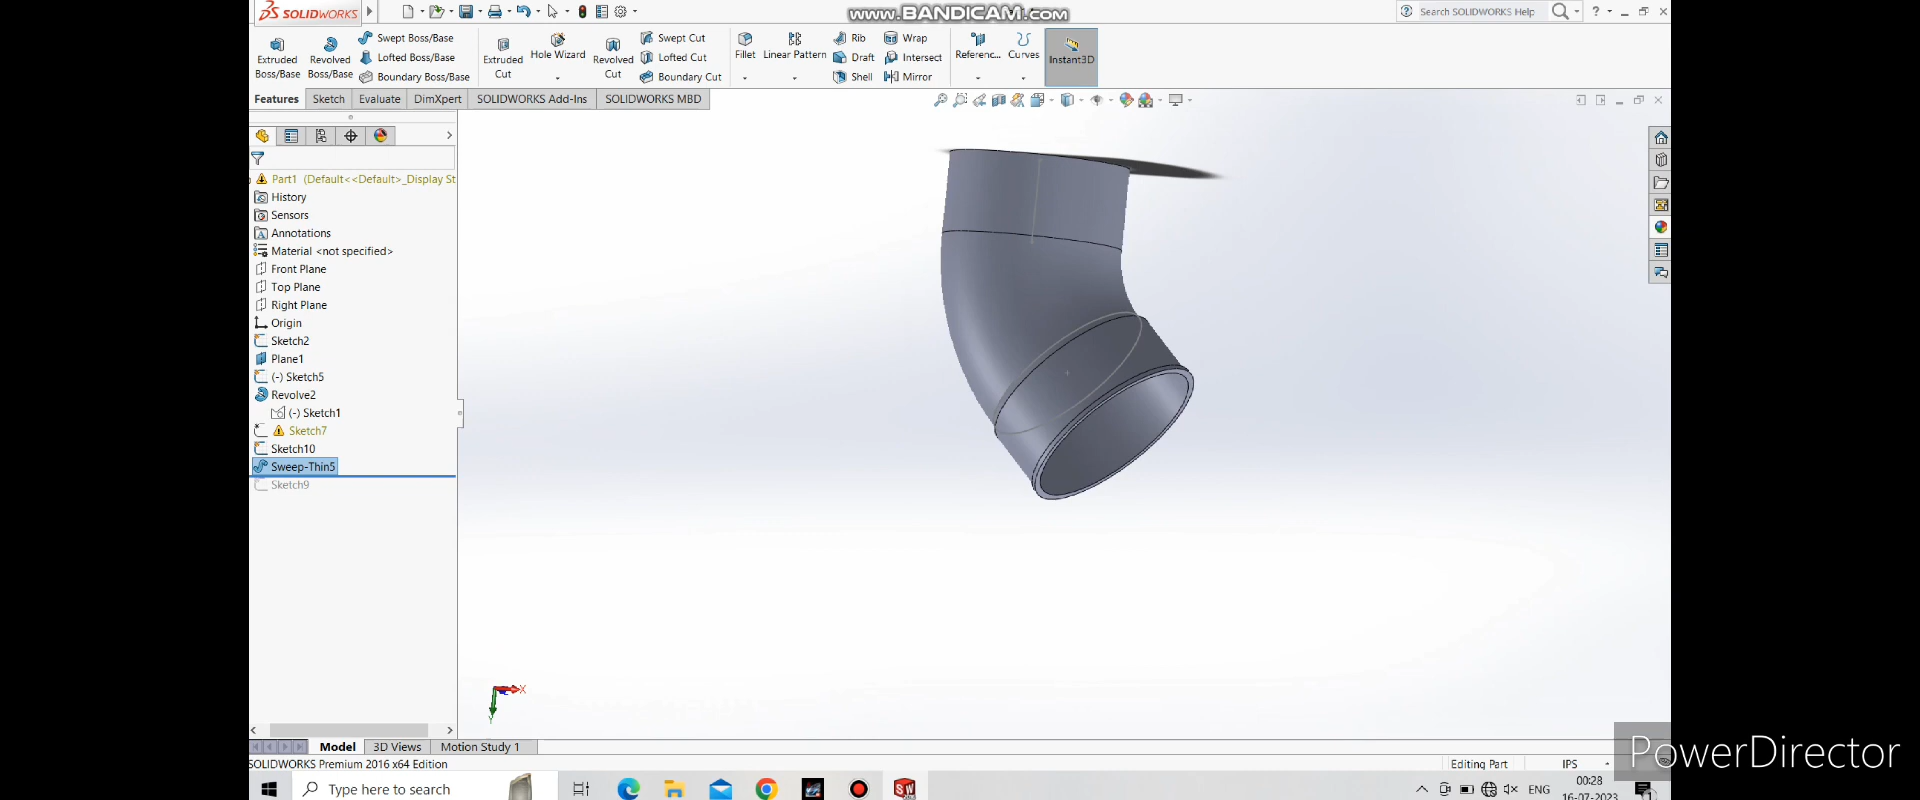 SOLIDWORKS
www.BANDICAM.com
Search SOLIDWORKS Help
Extruded Boss/Base
Revolved Boss/Base
Swept Boss/Base
Lofted Boss/Base
Boundary Boss/Base
Extruded Cut
Hole Wizard
Revolved Cut
Swept Cut
Lofted Cut
Boundary Cut
Fillet
Linear Pattern
Rib
Draft
Shell
Wrap
Intersect
Mirror
Referenc...
Curves
Instant3D
Features
Sketch
Evaluate
DimXpert
SOLIDWORKS Add-Ins
SOLIDWORKS MBD
Part1 (Default<<Default>_Display St
History
Sensors
Annotations
Material <not specified>
Front Plane
Top Plane
Right Plane
Origin
Sketch2
Plane1
(-) Sketch5
Revolve2
(-) Sketch1
Sketch7
Sketch10
Sweep-Thin5
Sketch9
X
Y
Model
3D Views
Motion Study 1
SOLIDWORKS Premium 2016 x64 Edition
Editing Part
IPS
PowerDirector
Type here to search
SW
ENG
00:28
16-07-2023
1